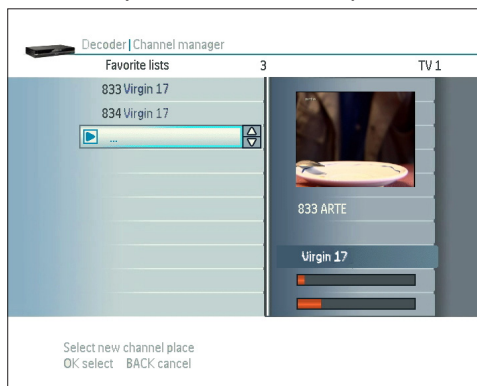 Decoder | Channel manager
Favorite lists 3 TV 1
833 Virgin 17
834 Virgin 17
...
833 ARTE
Virgin 17
Select new channel place
OK select BACK cancel